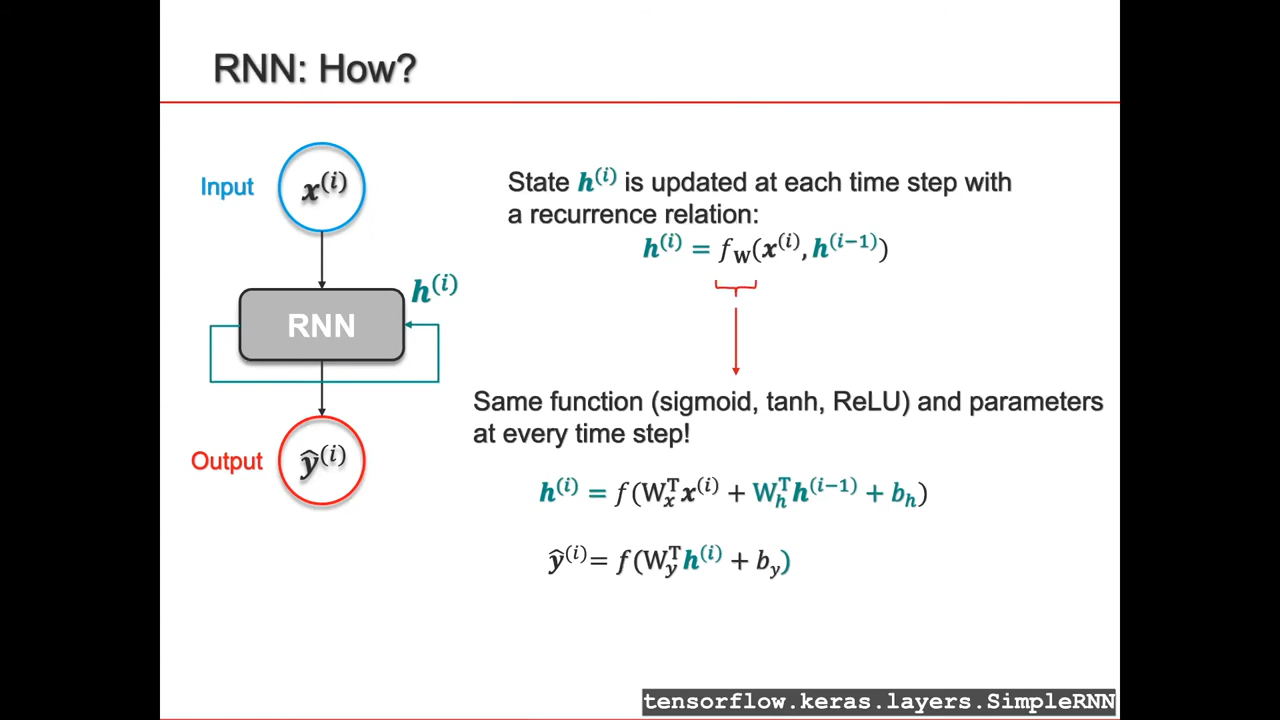 RNN: How?
Input
𝒙⁽ⁱ⁾
𝒉⁽ⁱ⁾
RNN
Output
ŷ⁽ⁱ⁾
State 𝒉⁽ⁱ⁾ is updated at each time step with
a recurrence relation:
𝒉⁽ⁱ⁾ = f_W(𝒙⁽ⁱ⁾, 𝒉⁽ⁱ⁻¹⁾)
Same function (sigmoid, tanh, ReLU) and parameters
at every time step!
𝒉⁽ⁱ⁾ = f(W_x^T 𝒙⁽ⁱ⁾ + W_h^T 𝒉⁽ⁱ⁻¹⁾ + b_h)
ŷ⁽ⁱ⁾= f(W_y^T 𝒉⁽ⁱ⁾ + b_y)
tensorflow.keras.layers.SimpleRNN